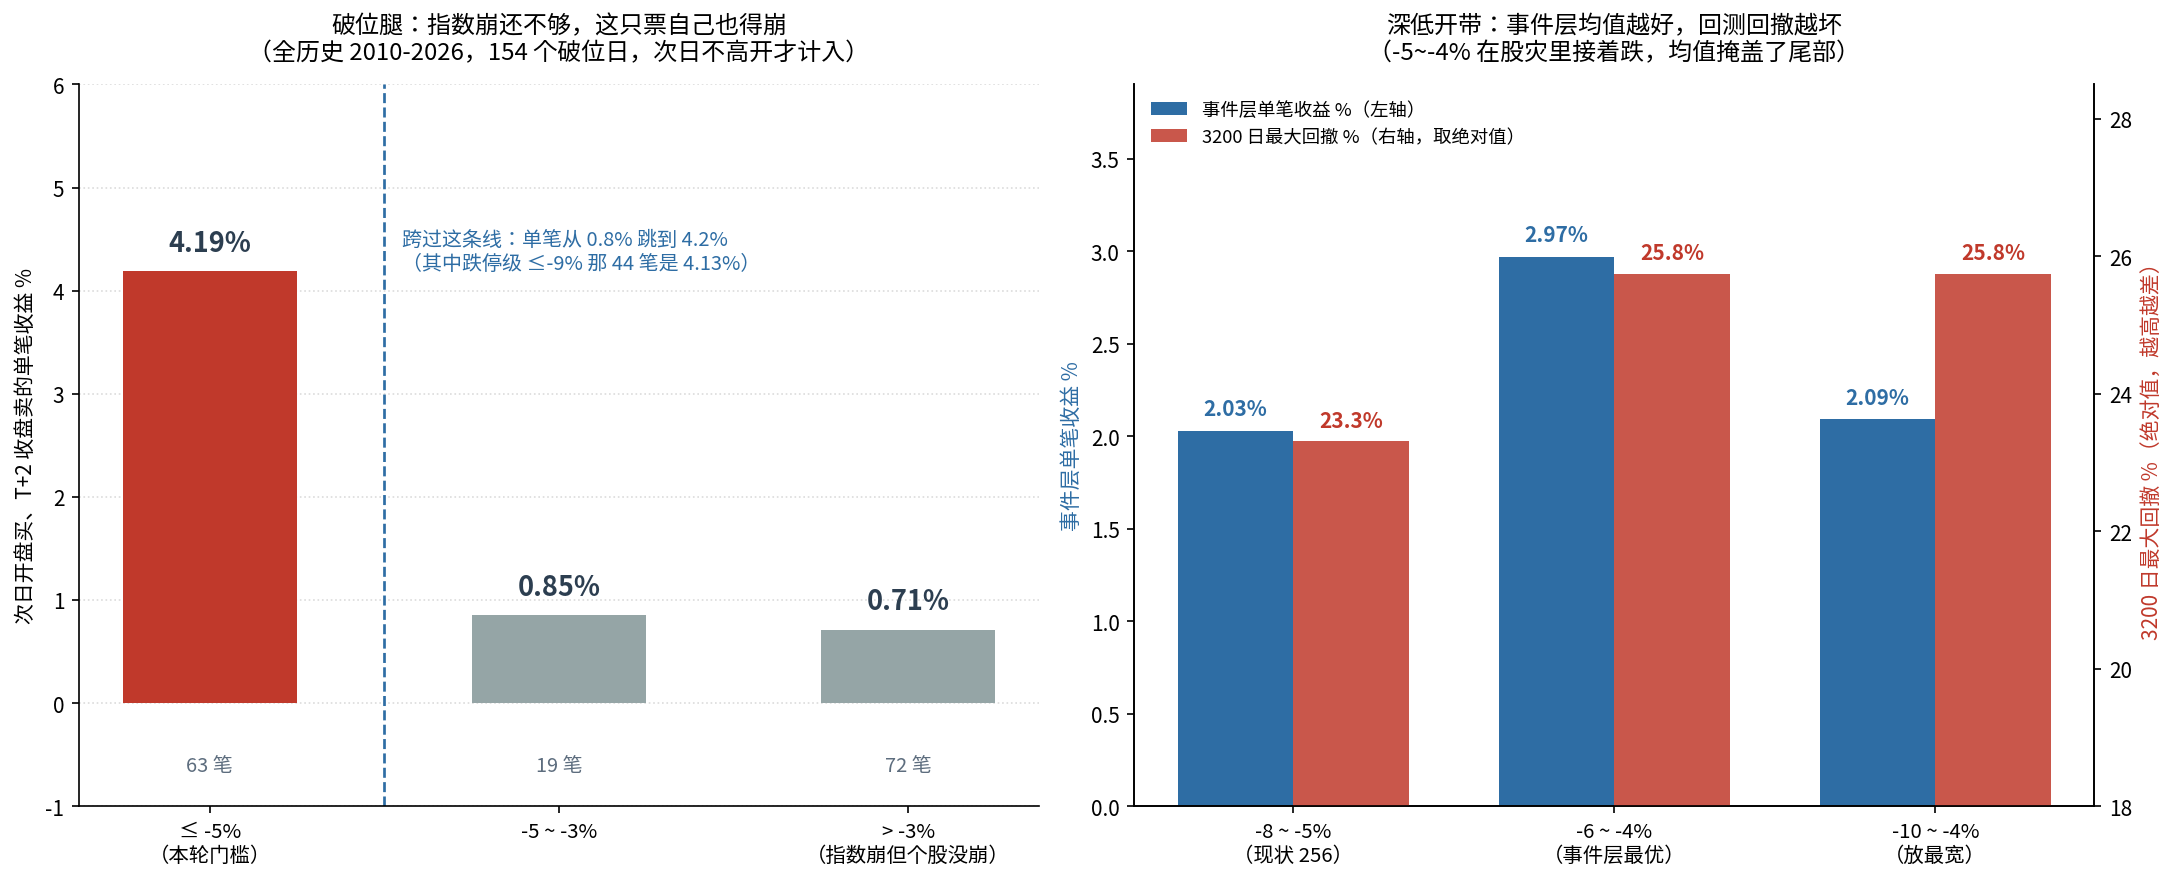 破位腿：指数崩还不够，这只票自己也得崩
（全历史 2010-2026，154 个破位日，次日不高开才计入）
次日开盘买、T+2 收盘卖的单笔收益 %
6
5
4
3
2
1
0
-1
4.19%
0.85%
0.71%
跨过这条线：单笔从 0.8% 跳到 4.2%
（其中跌停级 ≤-9% 那 44 笔是 4.13%）
63 笔
19 笔
72 笔
≤ -5%
（本轮门槛）
-5 ~ -3%
> -3%
（指数崩但个股没崩）
深低开带：事件层均值越好，回测回撤越坏
（-5~-4% 在股灾里接着跌，均值掩盖了尾部）
事件层单笔收益 %（左轴）
3200 日最大回撤 %（右轴，取绝对值）
事件层单笔收益 %
3.5
3.0
2.5
2.0
1.5
1.0
0.5
0.0
2.03%
23.3%
2.97%
25.8%
2.09%
25.8%
-8 ~ -5%
（现状 256）
-6 ~ -4%
（事件层最优）
-10 ~ -4%
（放最宽）
28
26
24
22
20
18
3200 日最大回撤 %（绝对值，越高越差）